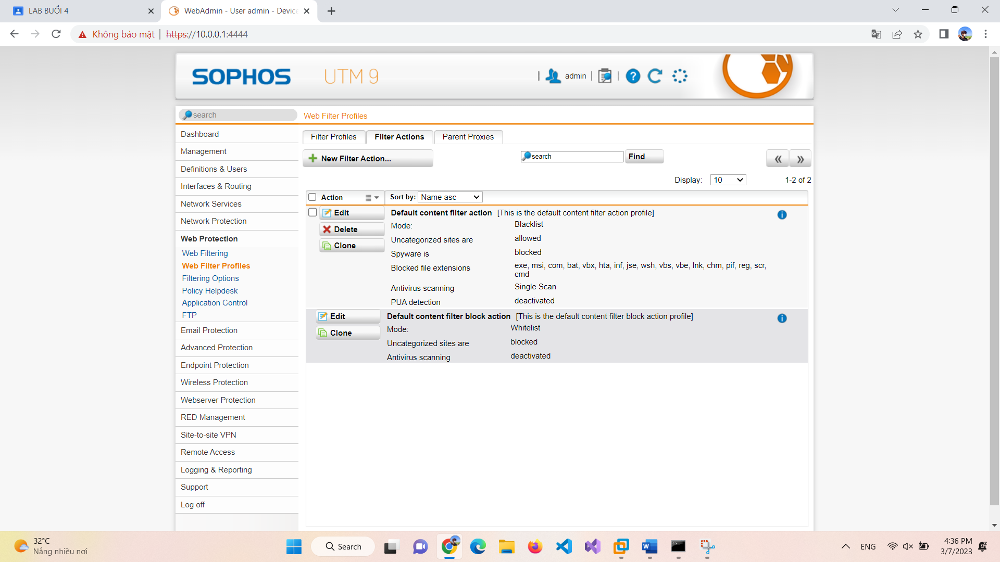 LAB BUỔI 4
WebAdmin - User admin - Device
Không bảo mật | https://10.0.0.1:4444
SOPHOS UTM 9
| admin | |
search
Web Filter Profiles
Dashboard
Management
Definitions & Users
Interfaces & Routing
Network Services
Network Protection
Web Protection
Web Filtering
Web Filter Profiles
Filtering Options
Policy Helpdesk
Application Control
FTP
Email Protection
Advanced Protection
Endpoint Protection
Wireless Protection
Webserver Protection
RED Management
Site-to-site VPN
Remote Access
Logging & Reporting
Support
Log off
Filter Profiles Filter Actions Parent Proxies
New Filter Action... search Find « »
Display: 10 1-2 of 2
Action Sort by: Name asc
Edit Default content filter action [This is the default content filter action profile]
Delete
Clone
Mode: Blacklist
Uncategorized sites are allowed
Spyware is blocked
Blocked file extensions exe, msi, com, bat, vbx, hta, inf, jse, wsh, vbs, vbe, lnk, chm, pif, reg, scr,
cmd
Antivirus scanning Single Scan
PUA detection deactivated
Edit Default content filter block action [This is the default content filter block action profile]
Clone
Mode: Whitelist
Uncategorized sites are blocked
Antivirus scanning deactivated
32°C
Nắng nhiều nơi
Search
ENG
4:36 PM
3/7/2023